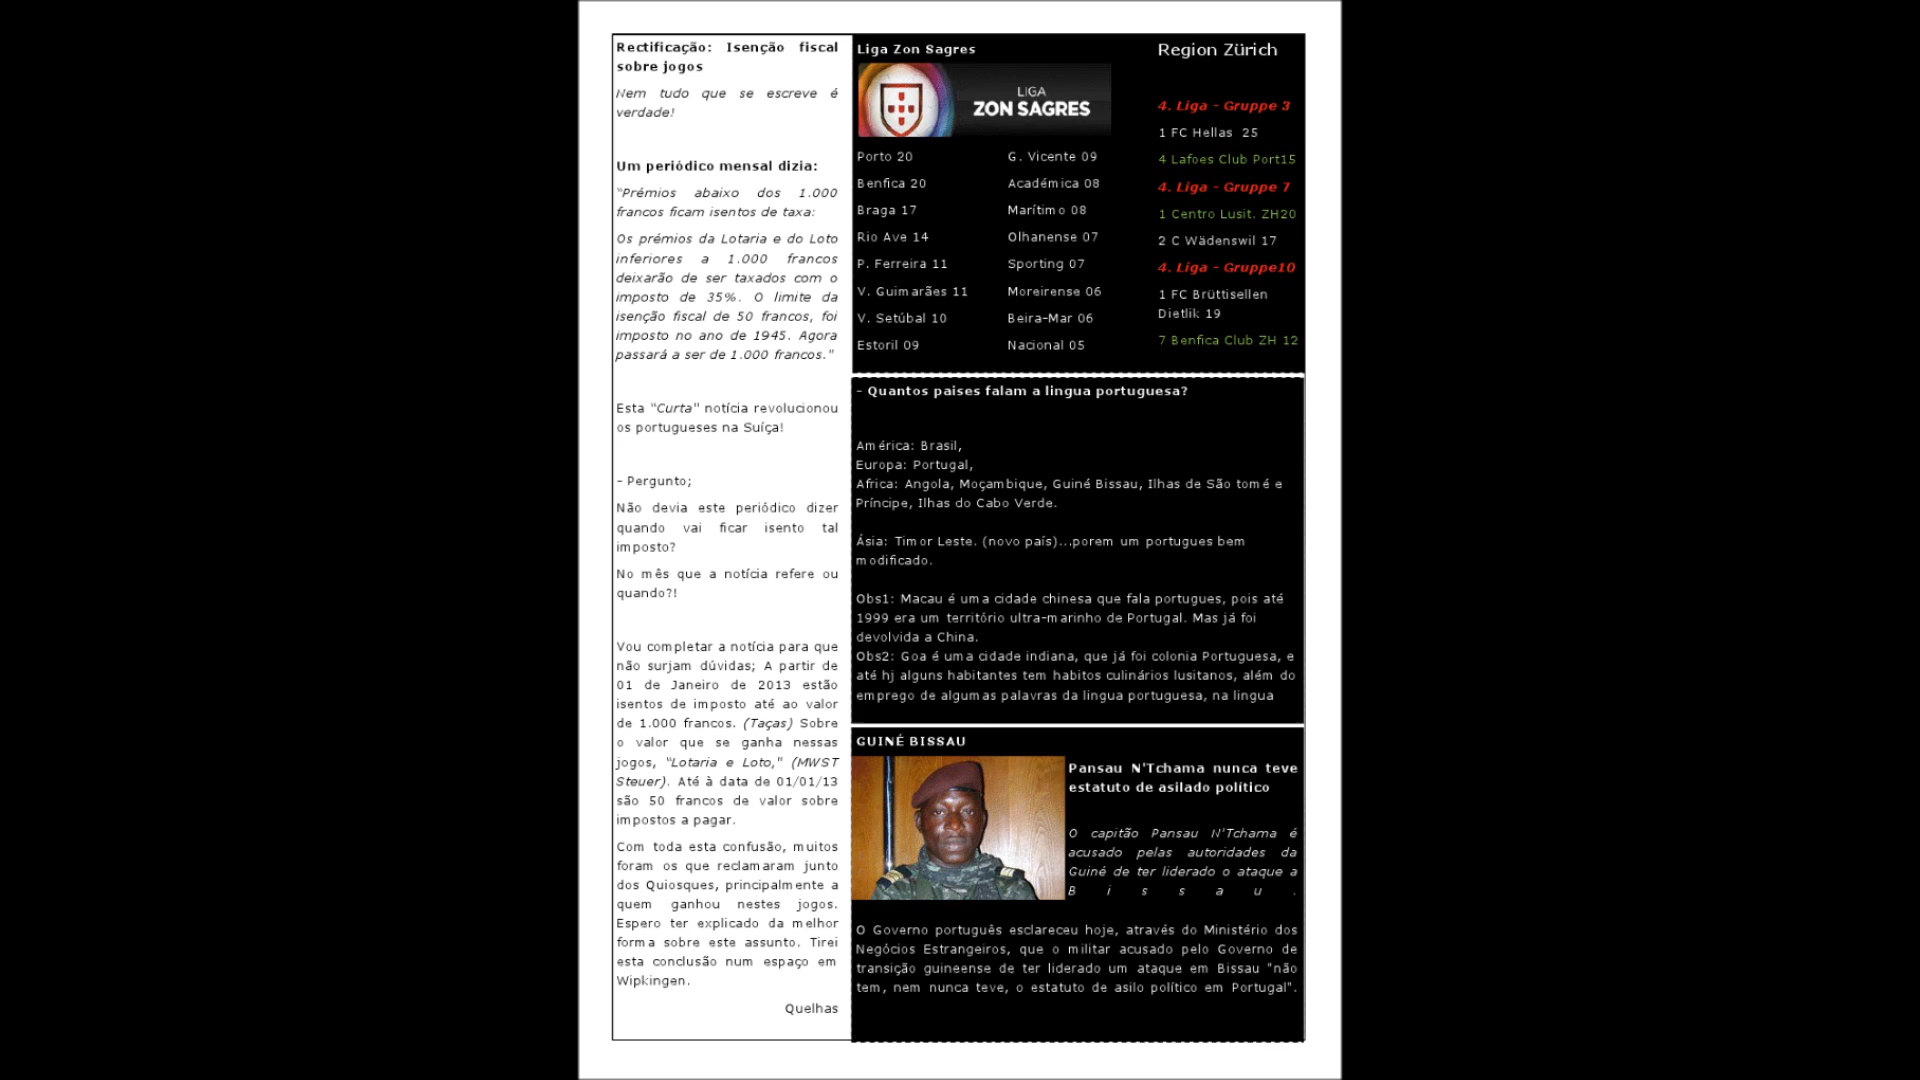 Rectificação: Isenção fiscal
sobre jogos
Nem tudo que se escreve é
verdade!
Um periódico mensal dizia:
"Prémios abaixo dos 1.000
francos ficam isentos de taxa:
Os prémios da Lotaria e do Loto
inferiores a 1.000 francos
deixarão de ser taxados com o
imposto de 35%. O limite da
isenção fiscal de 50 francos, foi
imposto no ano de 1945. Agora
passará a ser de 1.000 francos."
Esta "Curta" notícia revolucionou
os portugueses na Suíça!
- Pergunto;
Não devia este periódico dizer
quando vai ficar isento tal
imposto?
No mês que a notícia refere ou
quando?!
Vou completar a notícia para que
não surjam dúvidas; A partir de
01 de Janeiro de 2013 estão
isentos de imposto até ao valor
de 1.000 francos. (Taças) Sobre
o valor que se ganha nessas
jogos, "Lotaria e Loto," (MWST
Steuer). Até à data de 01/01/13
são 50 francos de valor sobre
impostos a pagar.
Com toda esta confusão, muitos
foram os que reclamaram junto
dos Quiosques, principalmente a
quem ganhou nestes jogos.
Espero ter explicado da melhor
forma sobre este assunto. Tirei
esta conclusão num espaço em
Wipkingen.
Quelhas
Liga Zon Sagres
LIGA
ZON SAGRES
Porto 20
Benfica 20
Braga 17
Rio Ave 14
P. Ferreira 11
V. Guimarães 11
V. Setúbal 10
Estoril 09
G. Vicente 09
Académica 08
Marítimo 08
Olhanense 07
Sporting 07
Moreirense 06
Beira-Mar 06
Nacional 05
Region Zürich
4. Liga - Gruppe 3
1 FC Hellas 25
4 Lafoes Club Port15
4. Liga - Gruppe 7
1 Centro Lusit. ZH20
2 C Wädenswil 17
4. Liga - Gruppe10
1 FC Brüttisellen
Dietlik 19
7 Benfica Club ZH 12
- Quantos paises falam a lingua portuguesa?
América: Brasil,
Europa: Portugal,
Africa: Angola, Moçambique, Guiné Bissau, Ilhas de São tomé e
Príncipe, Ilhas do Cabo Verde.
Ásia: Timor Leste. (novo país)...porem um portugues bem
modificado.
Obs1: Macau é uma cidade chinesa que fala portugues, pois até
1999 era um território ultra-marinho de Portugal. Mas já foi
devolvida a China.
Obs2: Goa é uma cidade indiana, que já foi colonia Portuguesa, e
até hj alguns habitantes tem habitos culinários lusitanos, além do
emprego de algumas palavras da lingua portuguesa, na lingua
GUINÉ BISSAU
Pansau N'Tchama nunca teve
estatuto de asilado político
O capitão Pansau N'Tchama é
acusado pelas autoridades da
Guiné de ter liderado o ataque a
B i s s a u .
O Governo português esclareceu hoje, através do Ministério dos
Negócios Estrangeiros, que o militar acusado pelo Governo de
transição guineense de ter liderado um ataque em Bissau "não
tem, nem nunca teve, o estatuto de asilo político em Portugal".